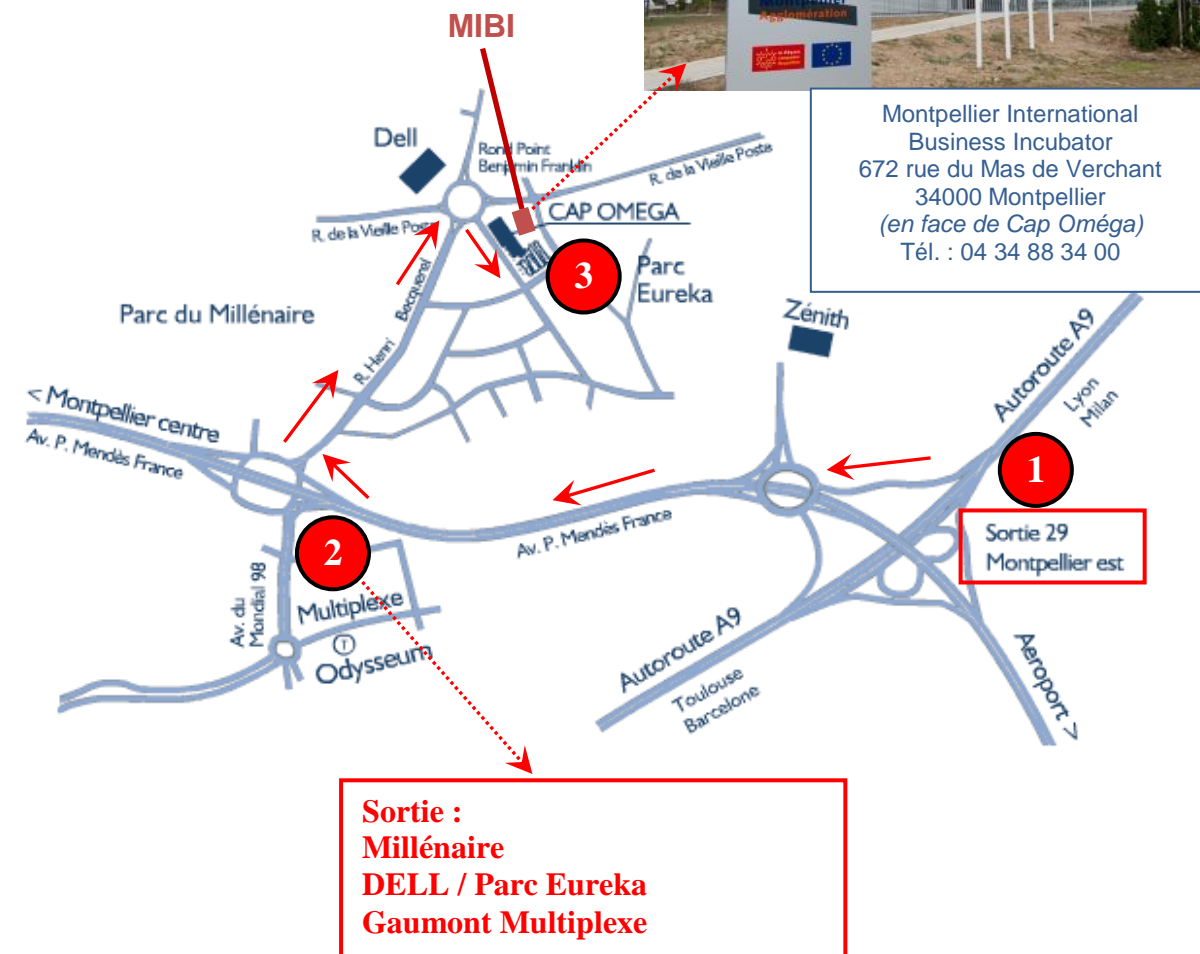 Montpellier
Agglomération
MIBI
Montpellier International
Business Incubator
672 rue du Mas de Verchant
34000 Montpellier
(en face de Cap Oméga)
Tél. : 04 34 88 34 00
Dell
Rond Point
Benjamin Franklin
R. de la Vieille Poste
R. de la Vieille Poste
CAP OMEGA
3
Parc
Eureka
Parc du Millénaire
R. Henri Becquerel
Zénith
Autoroute A9
Lyon
Milan
< Montpellier centre
Av. P. Mendès France
1
Sortie 29
Montpellier est
Av. P. Mendès France
2
Av. du
Mondial 98
Multiplexe
T
Odysseum
Autoroute A9
Toulouse
Barcelone
Aeroport >
Sortie :
Millénaire
DELL / Parc Eureka
Gaumont Multiplexe